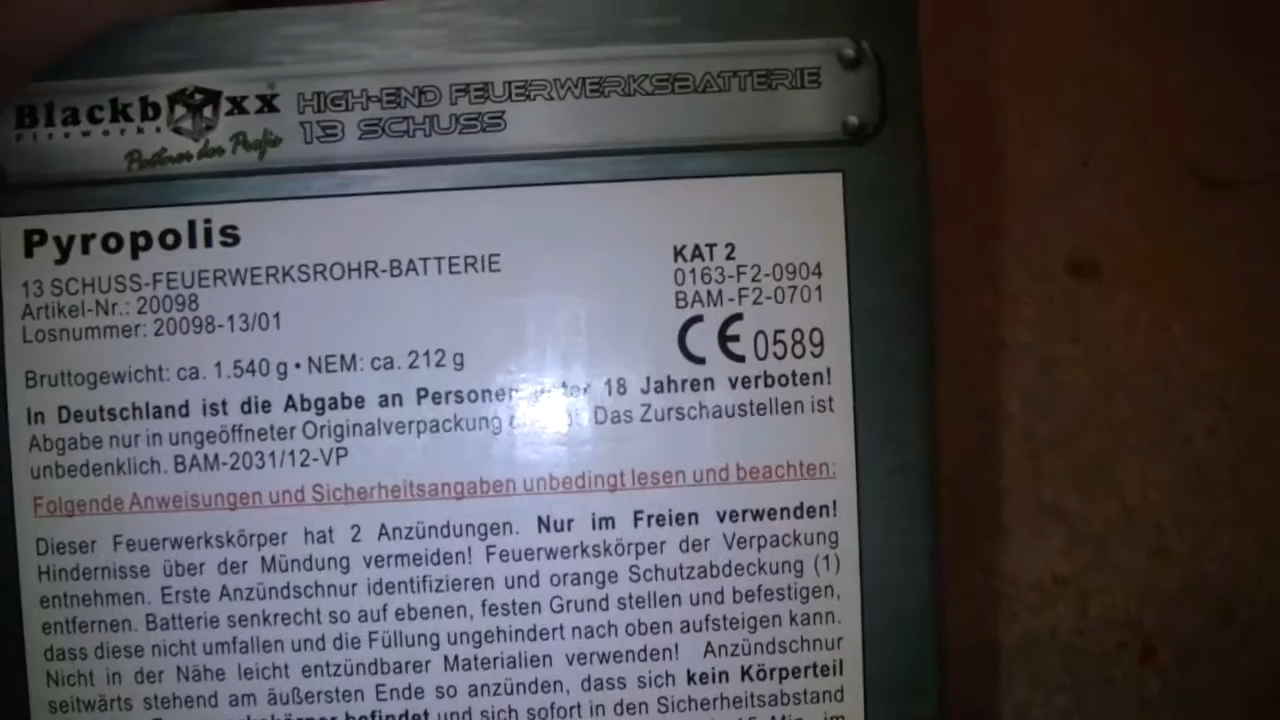 Blackboxx®
Fireworks
Partner der Profis
HIGH-END FEUERWERKSBATTERIE
13 SCHUSS
Pyropolis
13 SCHUSS-FEUERWERKSROHR-BATTERIE
Artikel-Nr.: 20098
Losnummer: 20098-13/01
KAT 2
0163-F2-0904
BAM-F2-0701
CE 0589
Bruttogewicht: ca. 1.540 g • NEM: ca. 212 g
In Deutschland ist die Abgabe an Personen unter 18 Jahren verboten!
Abgabe nur in ungeöffneter Originalverpackung Das Zurschaustellen ist
unbedenklich. BAM-2031/12-VP
Folgende Anweisungen und Sicherheitsangaben unbedingt lesen und beachten:
Dieser Feuerwerkskörper hat 2 Anzündungen. Nur im Freien verwenden!
Hindernisse über der Mündung vermeiden! Feuerwerkskörper der Verpackung
entnehmen. Erste Anzündschnur identifizieren und orange Schutzabdeckung (1)
entfernen. Batterie senkrecht so auf ebenen, festen Grund stellen und befestigen,
dass diese nicht umfallen und die Füllung ungehindert nach oben aufsteigen kann.
Nicht in der Nähe leicht entzündbarer Materialien verwenden! Anzündschnur
seitwärts stehend am äußersten Ende so anzünden, dass sich kein Körperteil
befindet und sich sofort in den Sicherheitsabstand